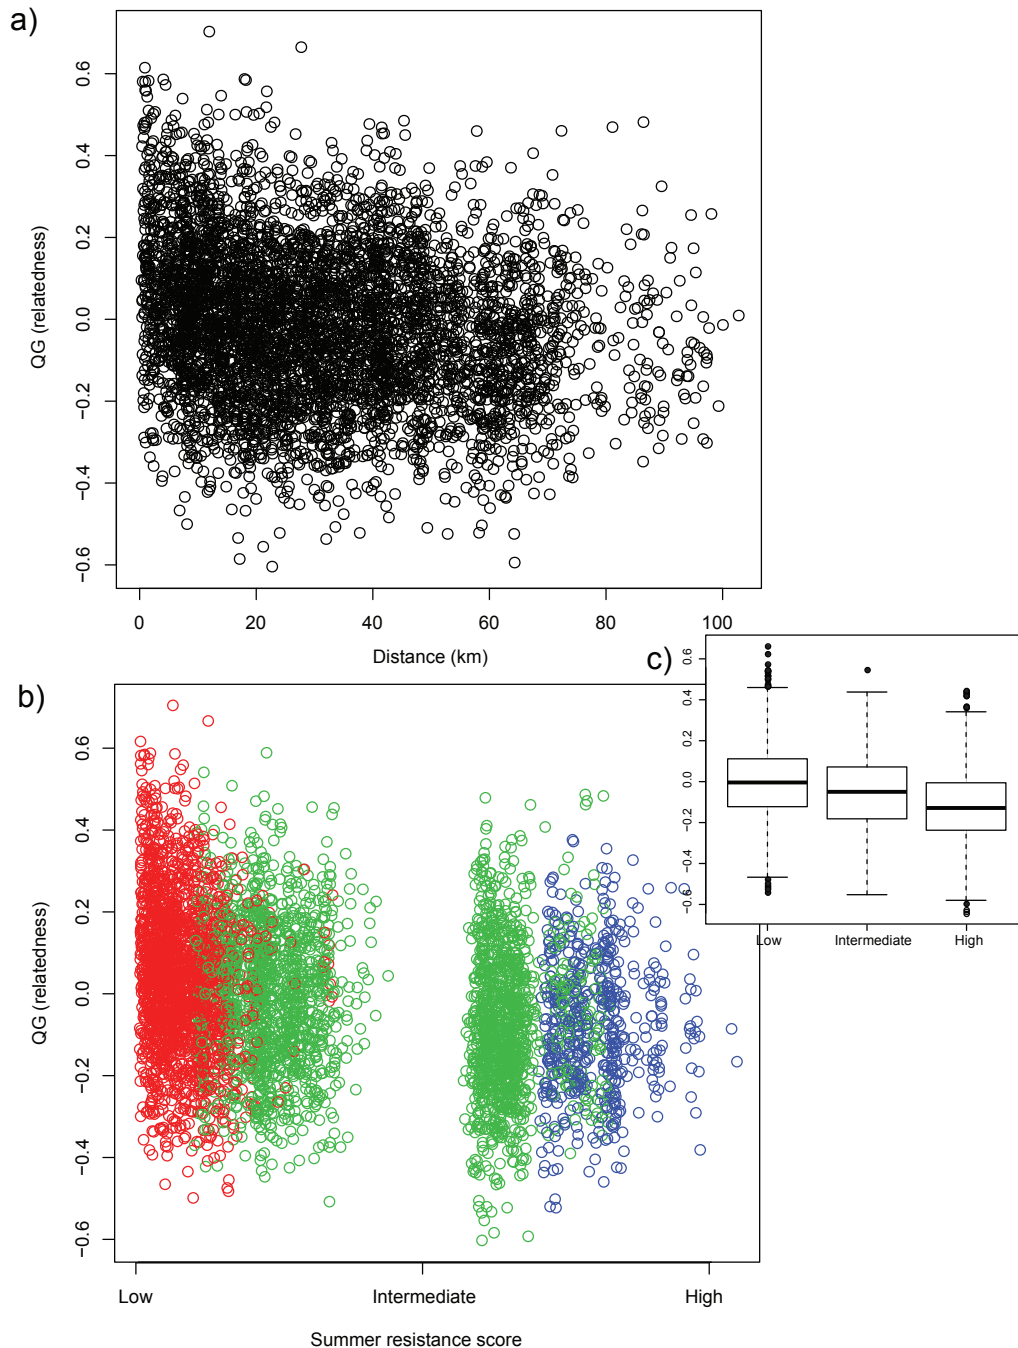 a)
QG (relatedness)
0.6
0.4
0.2
0.0
−0.2
−0.4
−0.6
0 20 40 60 80 100
Distance (km)
b)
QG (relatedness)
0.6
0.4
0.2
0.0
−0.2
−0.4
−0.6
Low Intermediate High
Summer resistance score
c)
0.6
0.4
0.2
0.0
−0.2
−0.4
−0.6
Low Intermediate High